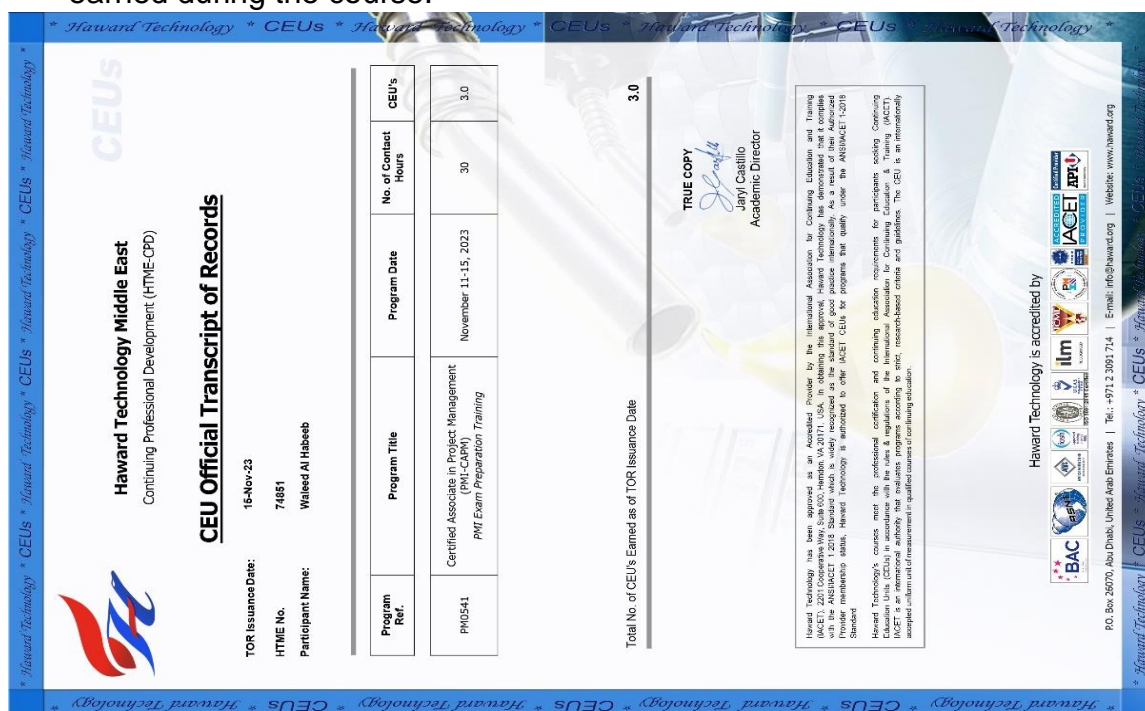 earned during the course.
* Haward Technology * CEUs * Haward Technology * CEUs * Haward Technology * CEUs * Haward Technology *
CEUs
Haward Technology Middle East
Continuing Professional Development (HTME-CPD)
CEU Official Transcript of Records
TOR Issuance Date: 15-Nov-23
HTME No. 74851
Participant Name: Waleed Al Habeeb
Program Ref. Program Title Program Date No. of Contact Hours CEU's
PM0541 Certified Associate in Project Management (PMI-CAPM) November 11-15, 2023 30 3.0
PMI Exam Preparation Training
Total No. of CEU's Earned as of TOR Issuance Date 3.0
TRUE COPY
Jaryl Castillo
Academic Director
Haward Technology has been approved as an Accredited Provider by the International Association for Continuing Education and Training
(IACET), 2201 Cooperative Way, Suite 600, Herndon, VA 20171, USA. In obtaining this approval, Haward Technology has demonstrated that it complies
with the ANSI/IACET 1-2018 Standard which is widely recognized as the standard of good practice internationally. As a result of their Authorized
Provider membership status, Haward Technology is authorized to offer IACET CEUs for programs that qualify under the ANSI/IACET 1-2018
Standard
Haward Technology's courses meet the professional certification and continuing education requirements for participants seeking Continuing
Education Units (CEUs) in accordance with the rules & regulations of the International Association for Continuing Education & Training (IACET).
IACET is an international authority that evaluates programs according to strict, research-based criteria and guidelines. The CEU is an internationally
accepted uniform unit of measurement in qualified courses of continuing education.
Haward Technology is accredited by
BAC
ilm
ACCREDITED
IACET
PROVIDER
Certified Provider
API
P.O. Box 26070, Abu Dhabi, United Arab Emirates | Tel.: +971 2 3091 714 | E-mail: info@haward.org | Website: www.haward.org